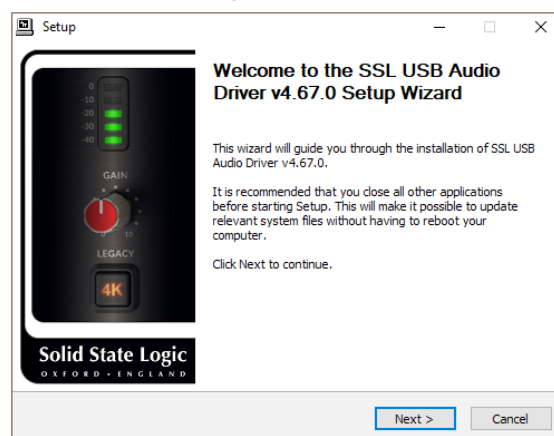 Setup
Welcome to the SSL USB Audio
Driver v4.67.0 Setup Wizard
This wizard will guide you through the installation of SSL USB
Audio Driver v4.67.0.
It is recommended that you close all other applications
before starting Setup. This will make it possible to update
relevant system files without having to reboot your
computer.
Click Next to continue.
0
-10
-20
-30
-40
GAIN
0 10
LEGACY
4K
Solid State Logic
OXFORD • ENGLAND
Next >
Cancel